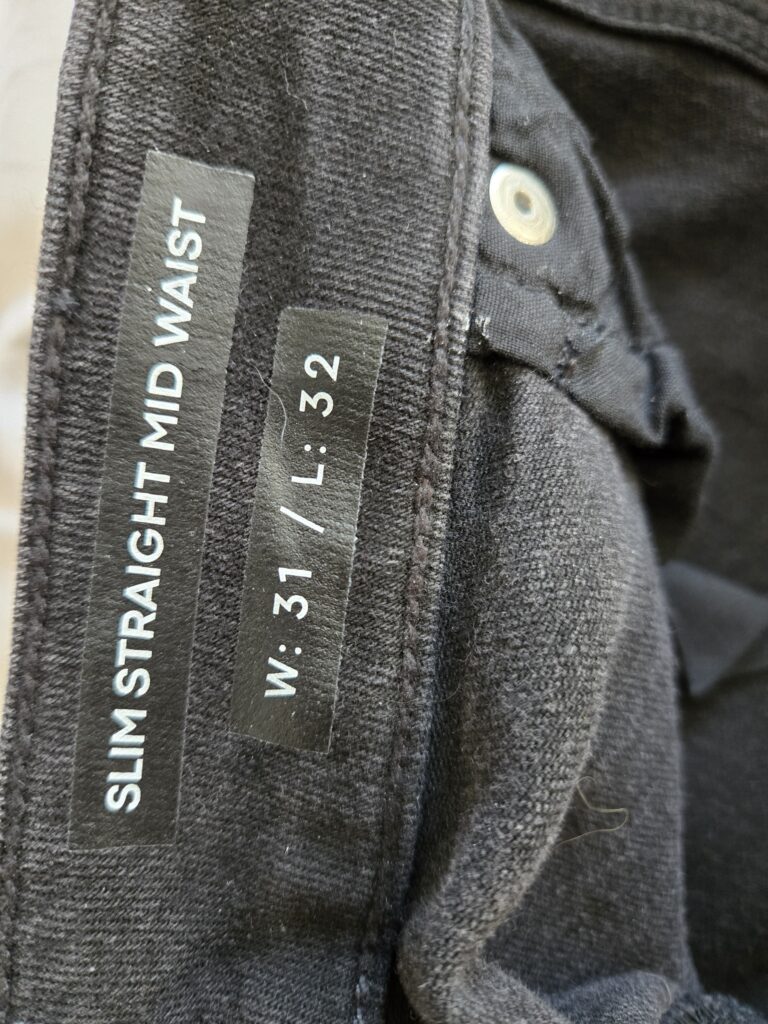 SLIM STRAIGHT MID WAIST
W: 31 / L: 32